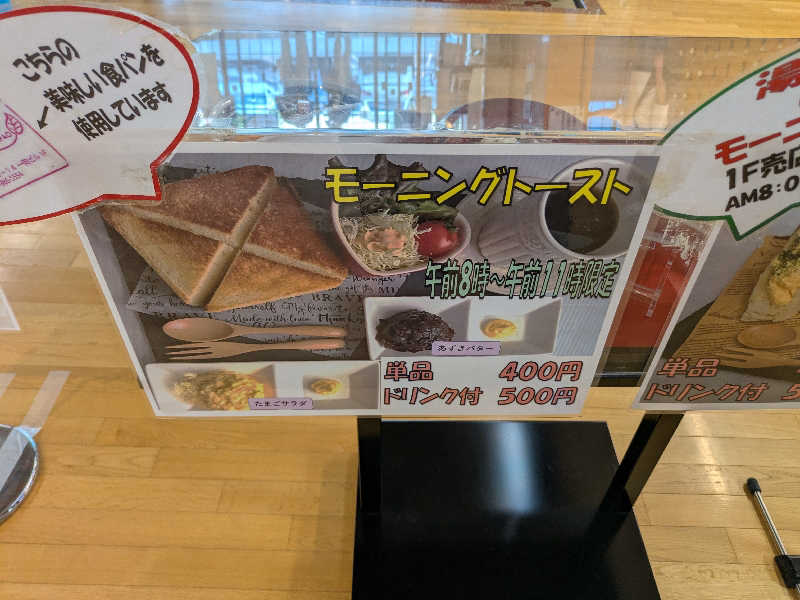 こちらの
美味しい食パンを
使用しています
モーニングトースト
午前8時～午前11時限定
あずきバター
たまごサラダ
単品 400円
ドリンク付 500円
湯
モーニ
1F売店
AM8:0
単品
ドリンク付 5